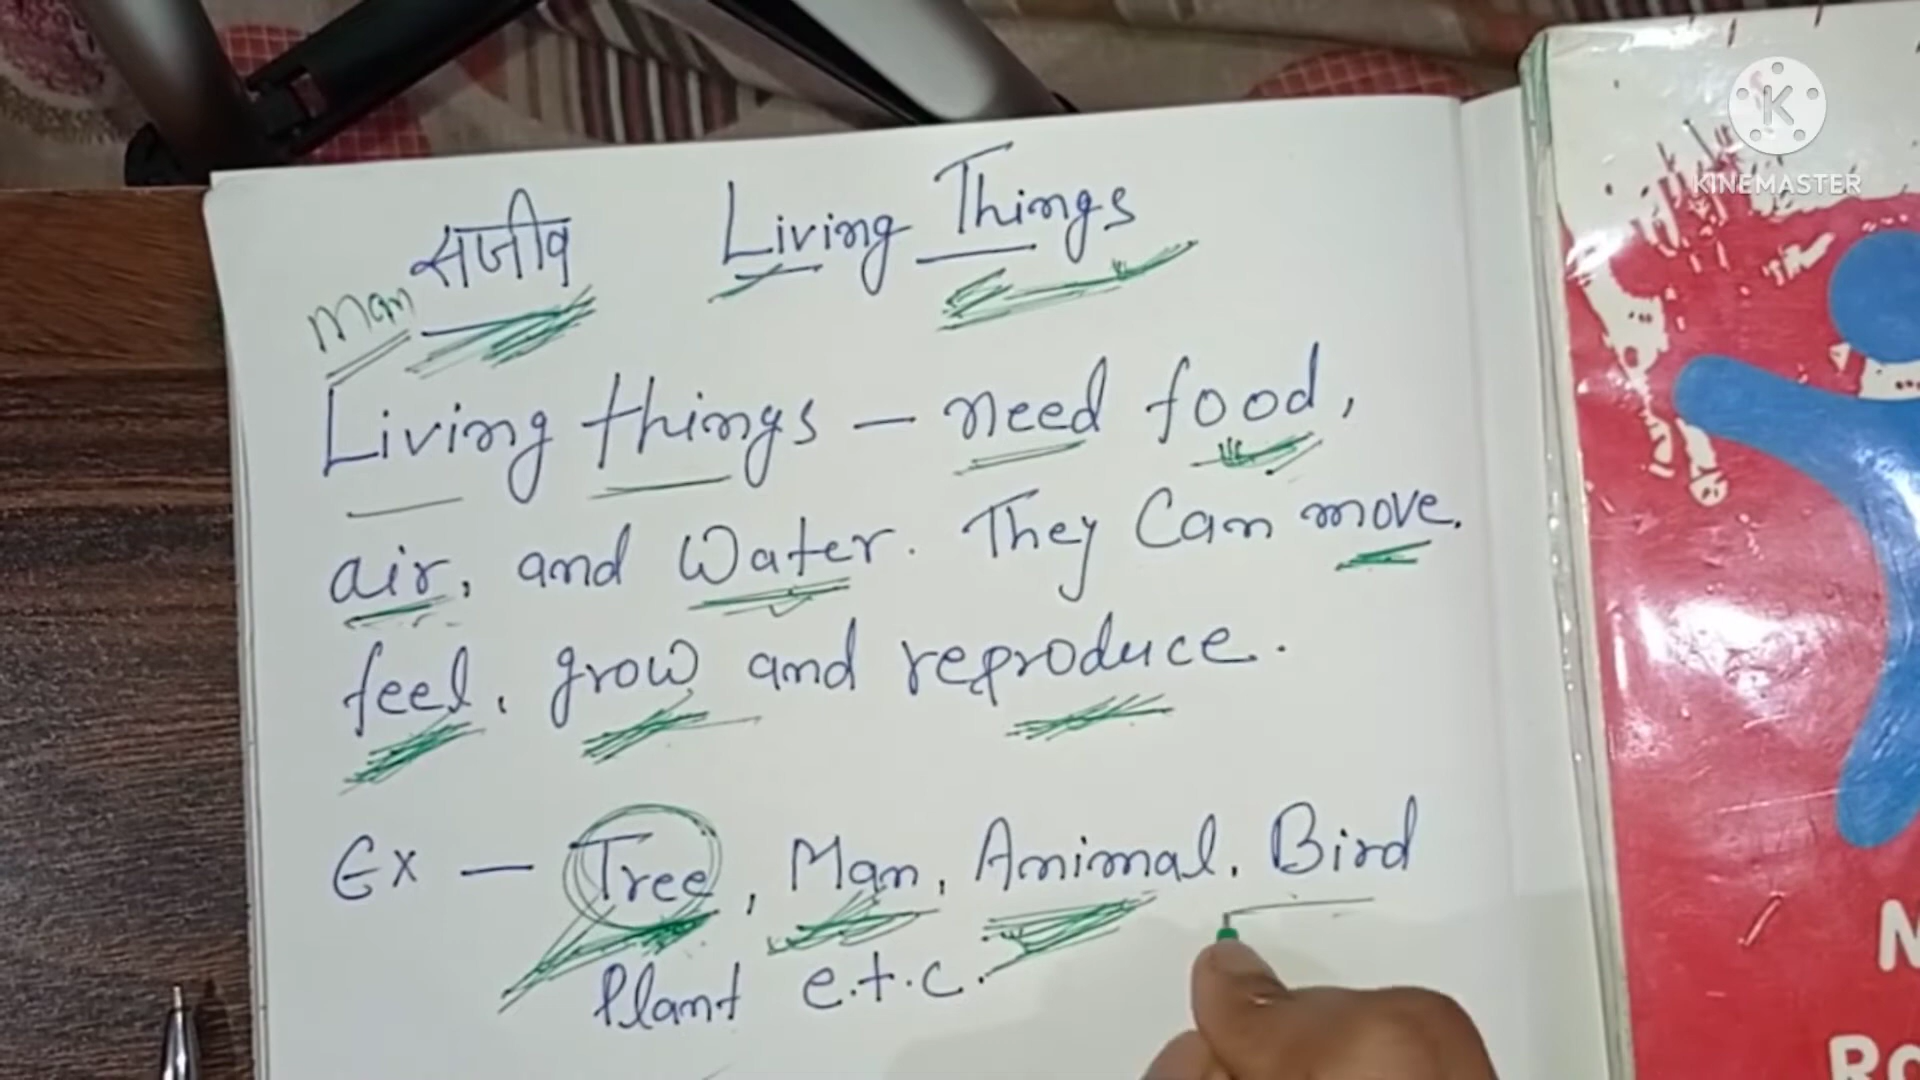 सजीव Living Things
Man
Living things – need food,
air, and Water. They Can move.
feel, grow and reproduce.
Ex — Tree, Man, Animal, Bird
Plant e.t.c.
K
KINEMASTER